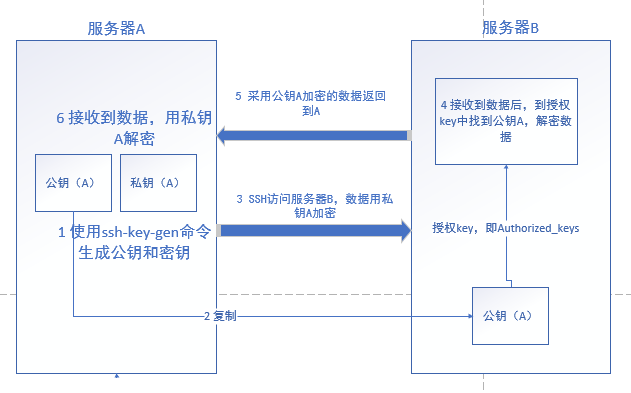 服务器A
服务器B
5 采用公钥A加密的数据返回
到A
4 接收到数据后，到授权
key中找到公钥A，解密数
据
6 接收到数据，用私钥
A解密
公钥（A）
私钥（A）
3 SSH访问服务器B，数据用私
钥A加密
1 使用ssh-key-gen命令
生成公钥和密钥
授权key，即Authorized_keys
2 复制
公钥（A）